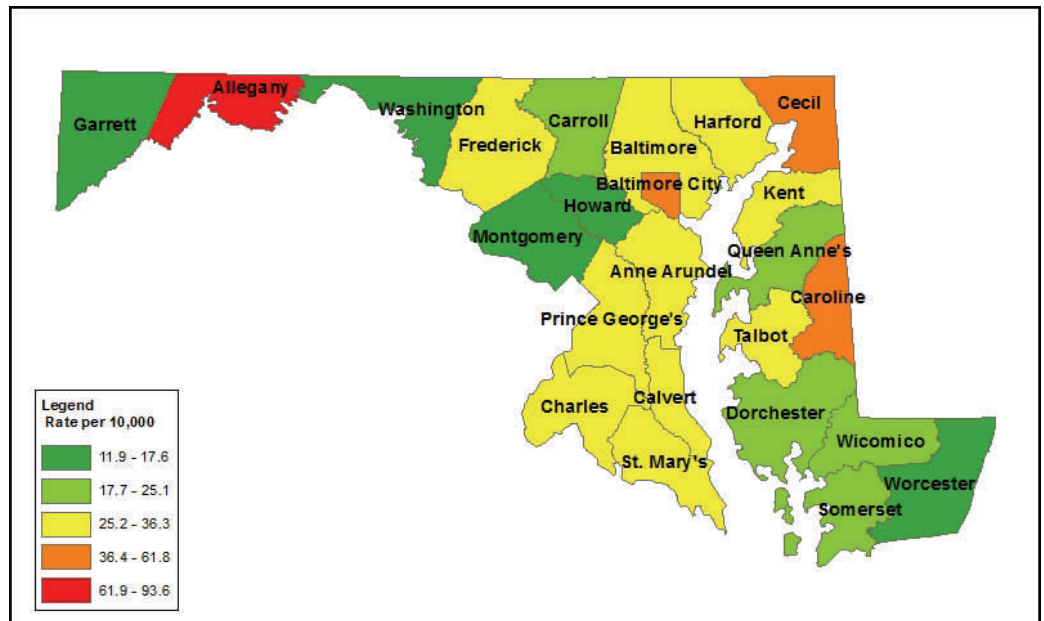 Allegany
Garrett
Washington
Frederick
Carroll
Baltimore
Harford
Cecil
Baltimore City
Kent
Howard
Montgomery
Queen Anne's
Anne Arundel
Caroline
Prince George's
Talbot
Charles
Calvert
Dorchester
St. Mary's
Wicomico
Worcester
Somerset
Legend
Rate per 10,000
11.9 - 17.6
17.7 - 25.1
25.2 - 36.3
36.4 - 61.8
61.9 - 93.6